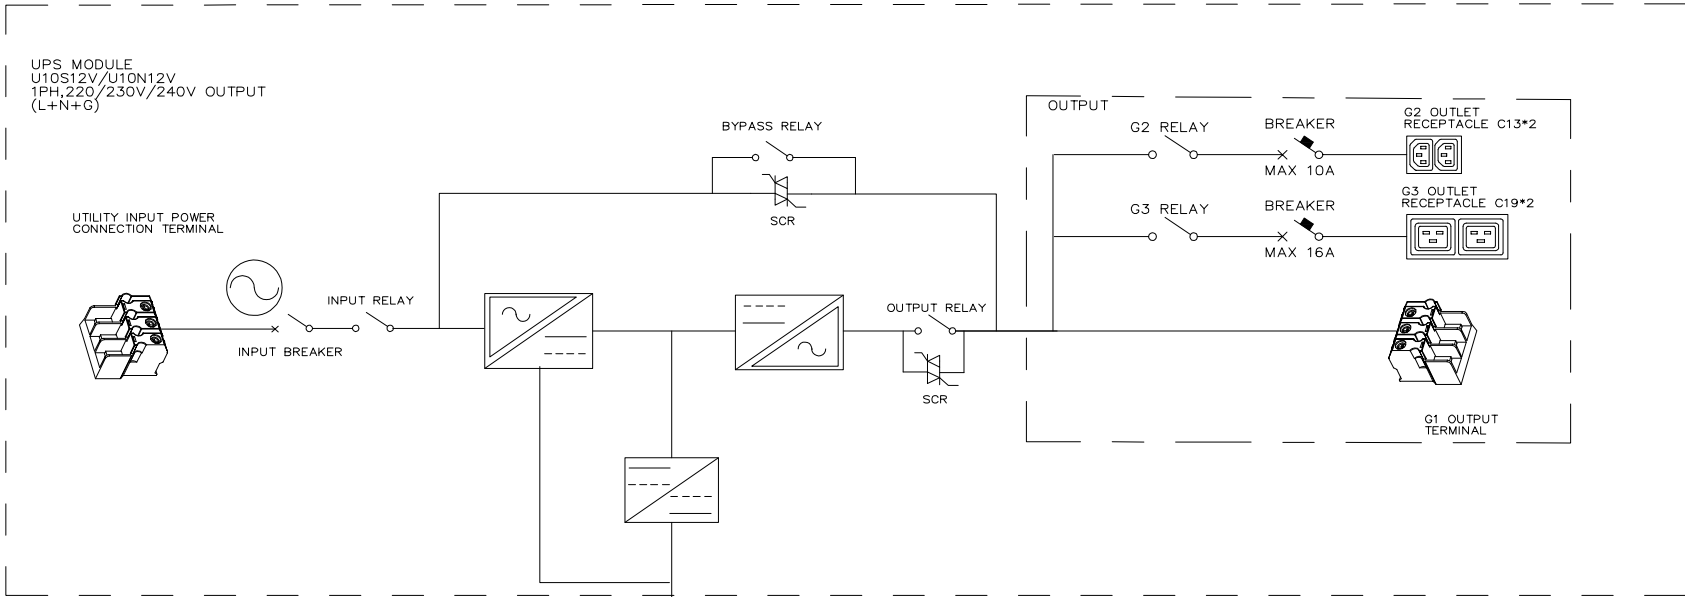 UPS MODULE
U10S12V/U10N12V
1PH,220/230V/240V OUTPUT
(L+N+G)
UTILITY INPUT POWER
CONNECTION TERMINAL
INPUT BREAKER
INPUT RELAY
BYPASS RELAY
SCR
OUTPUT RELAY
SCR
OUTPUT
G2 RELAY
BREAKER
MAX 10A
G2 OUTLET
RECEPTACLE C13*2
G3 RELAY
BREAKER
MAX 16A
G3 OUTLET
RECEPTACLE C19*2
G1 OUTPUT
TERMINAL